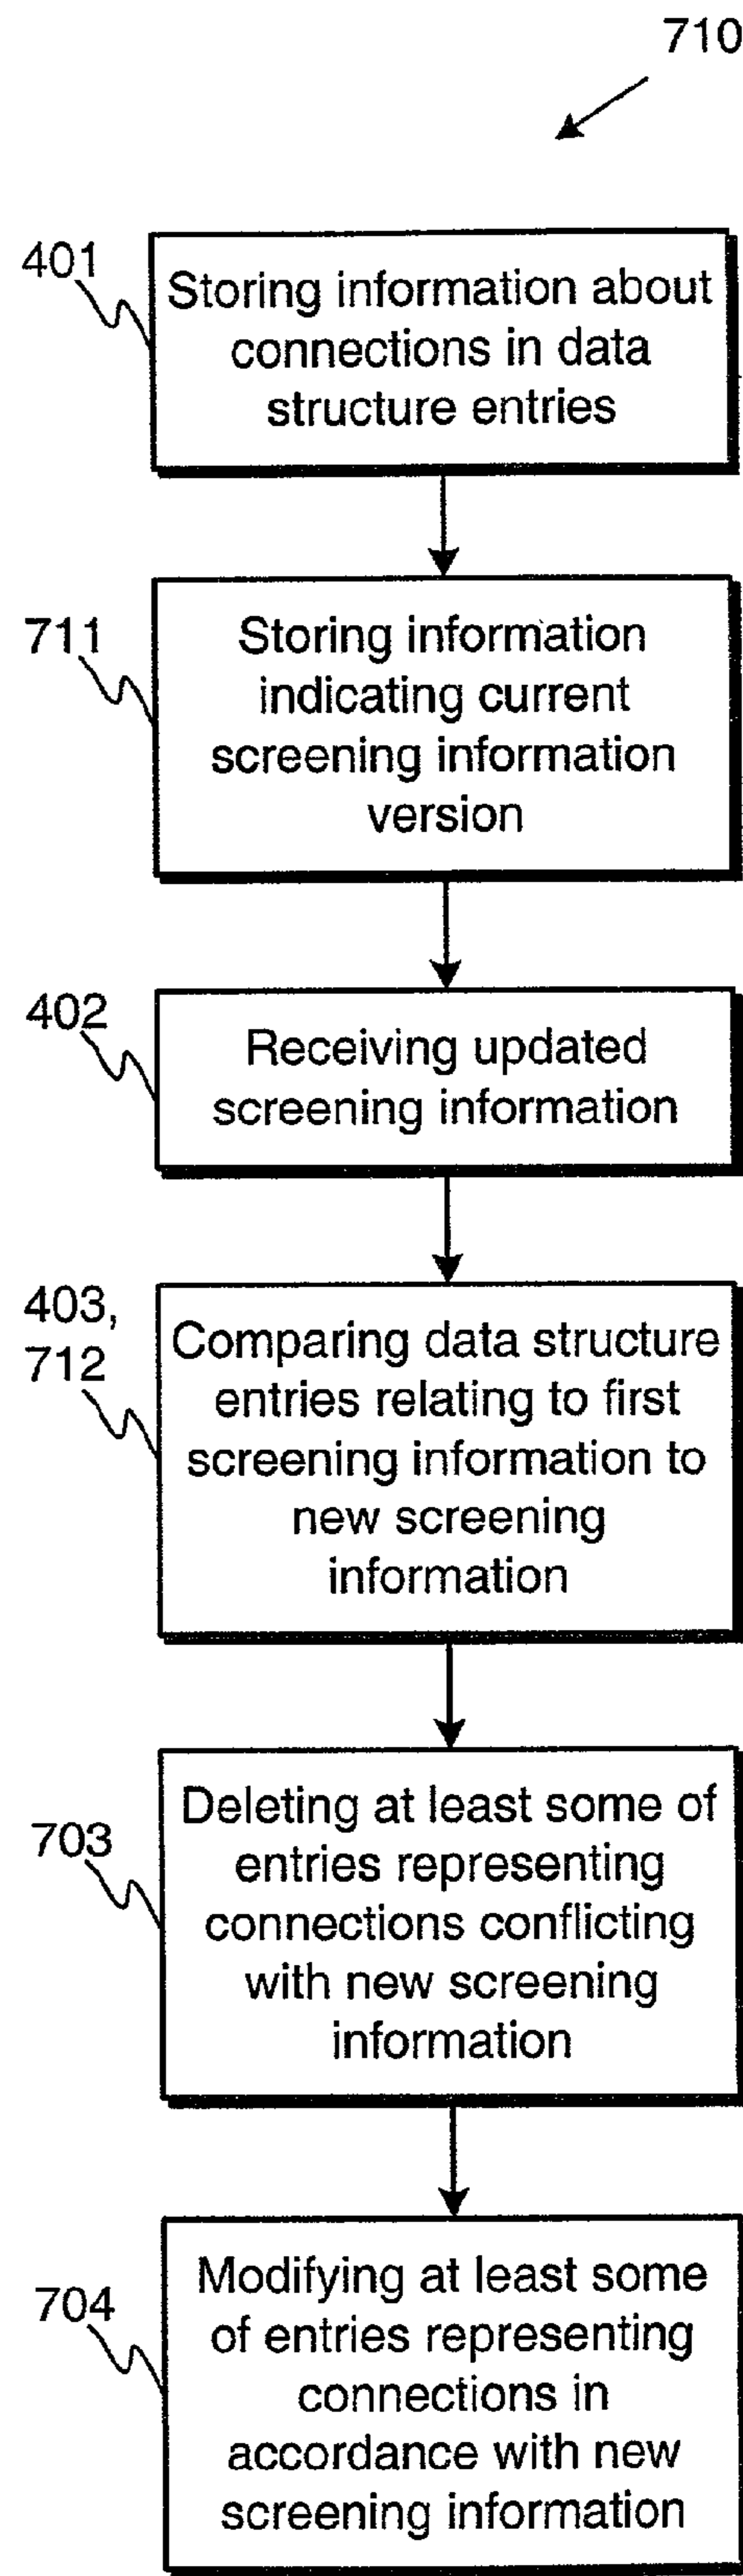 710
401
Storing information about
connections in data
structure entries
711
Storing information
indicating current
screening information
version
402
Receiving updated
screening information
403,
712
Comparing data structure
entries relating to first
screening information to
new screening
information
703
Deleting at least some of
entries representing
connections conflicting
with new screening
information
704
Modifying at least some
of entries representing
connections in
accordance with new
screening information